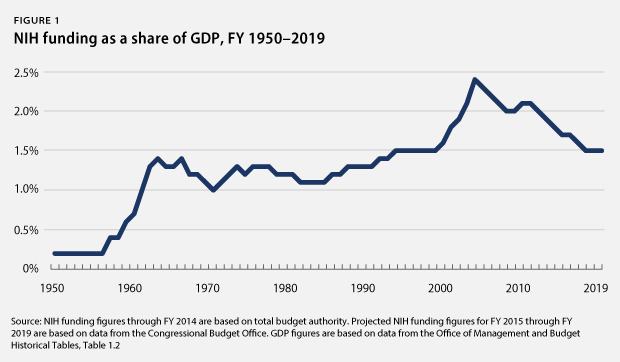 FIGURE 1
NIH funding as a share of GDP, FY 1950–2019
2.5%
2.0%
1.5%
1.0%
0.5%
0%
1950 1960 1970 1980 1990 2000 2010 2019
Source: NIH funding figures through FY 2014 are based on total budget authority. Projected NIH funding figures for FY 2015 through FY
2019 are based on data from the Congressional Budget Office. GDP figures are based on data from the Office of Management and Budget
Historical Tables, Table 1.2